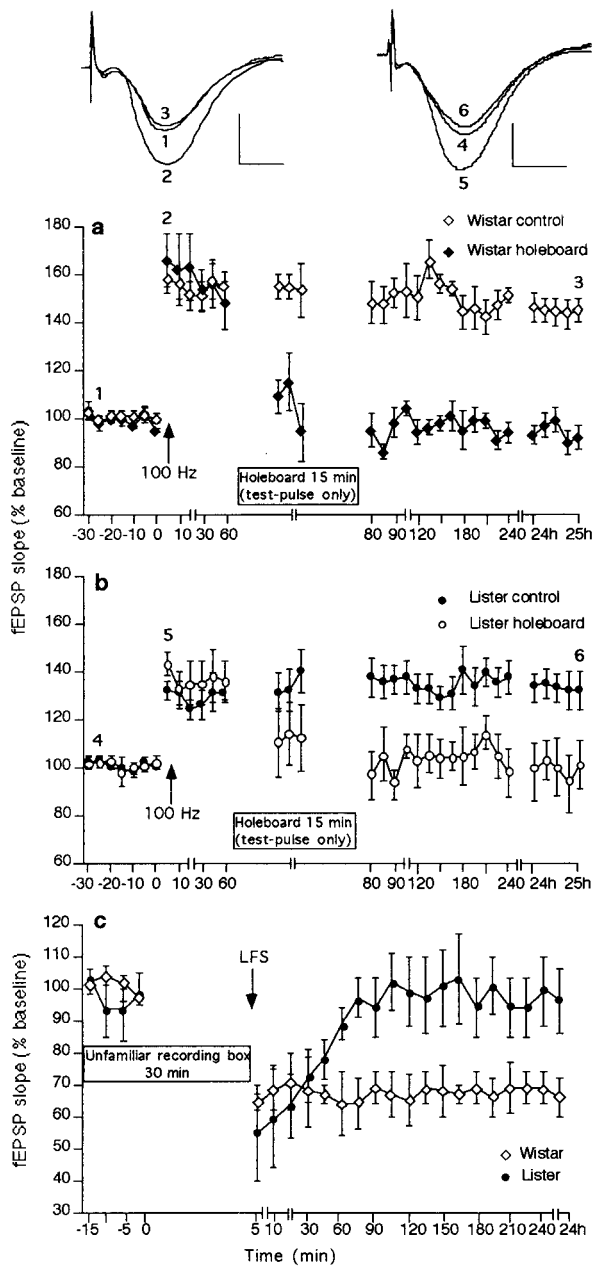 3
1
2
6
4
5
a
180
160
140
120
100
80
60
2
1
3
Wistar control
Wistar holeboard
100 Hz
Holeboard 15 min
(test-pulse only)
-30 -20 -10 0 10 30 60 80 90 120 180 240 24h 25h
fEPSP slope (% baseline)
b
180
160
140
120
100
80
60
5
4
6
Lister control
Lister holeboard
100 Hz
Holeboard 15 min
(test-pulse only)
-30 -20 -10 0 10 30 60 80 90 120 180 240 24h 25h
c
120
110
100
90
80
70
60
50
40
30
fEPSP slope (% baseline)
LFS
Unfamiliar recording box
30 min
Wistar
Lister
-15 -5 0 5 10 30 60 90 120 150 180 210 240 24h
Time (min)